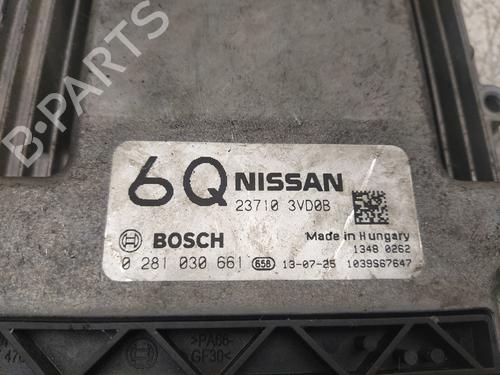 6Q NISSAN
23710 3VD0B
BOSCH
Made in Hungary
1348 0262
0 281 030 661 658 13-07-25 1039S67647
>PA66-
GF30<
B-PARTS